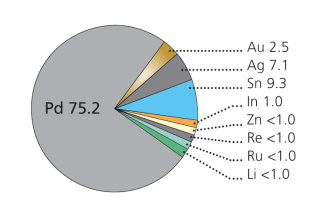 Au 2.5
Ag 7.1
Sn 9.3
Pd 75.2
In 1.0
Zn <1.0
Re <1.0
Ru <1.0
Li <1.0